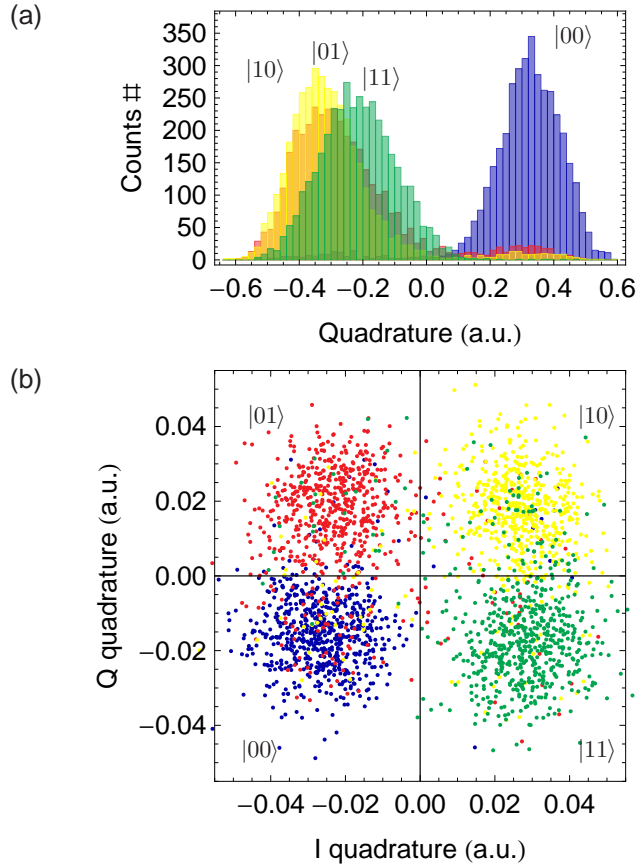 (a)
|00⟩
|01⟩
|10⟩
|11⟩
Counts #
350
300
250
200
150
100
50
0
−0.6 −0.4 −0.2 0.0 0.2 0.4 0.6
Quadrature (a.u.)
(b)
|01⟩ |10⟩
Q quadrature (a.u.)
0.04
0.02
0.00
−0.02
−0.04
|00⟩ |11⟩
−0.04 −0.02 0.00 0.02 0.04
I quadrature (a.u.)